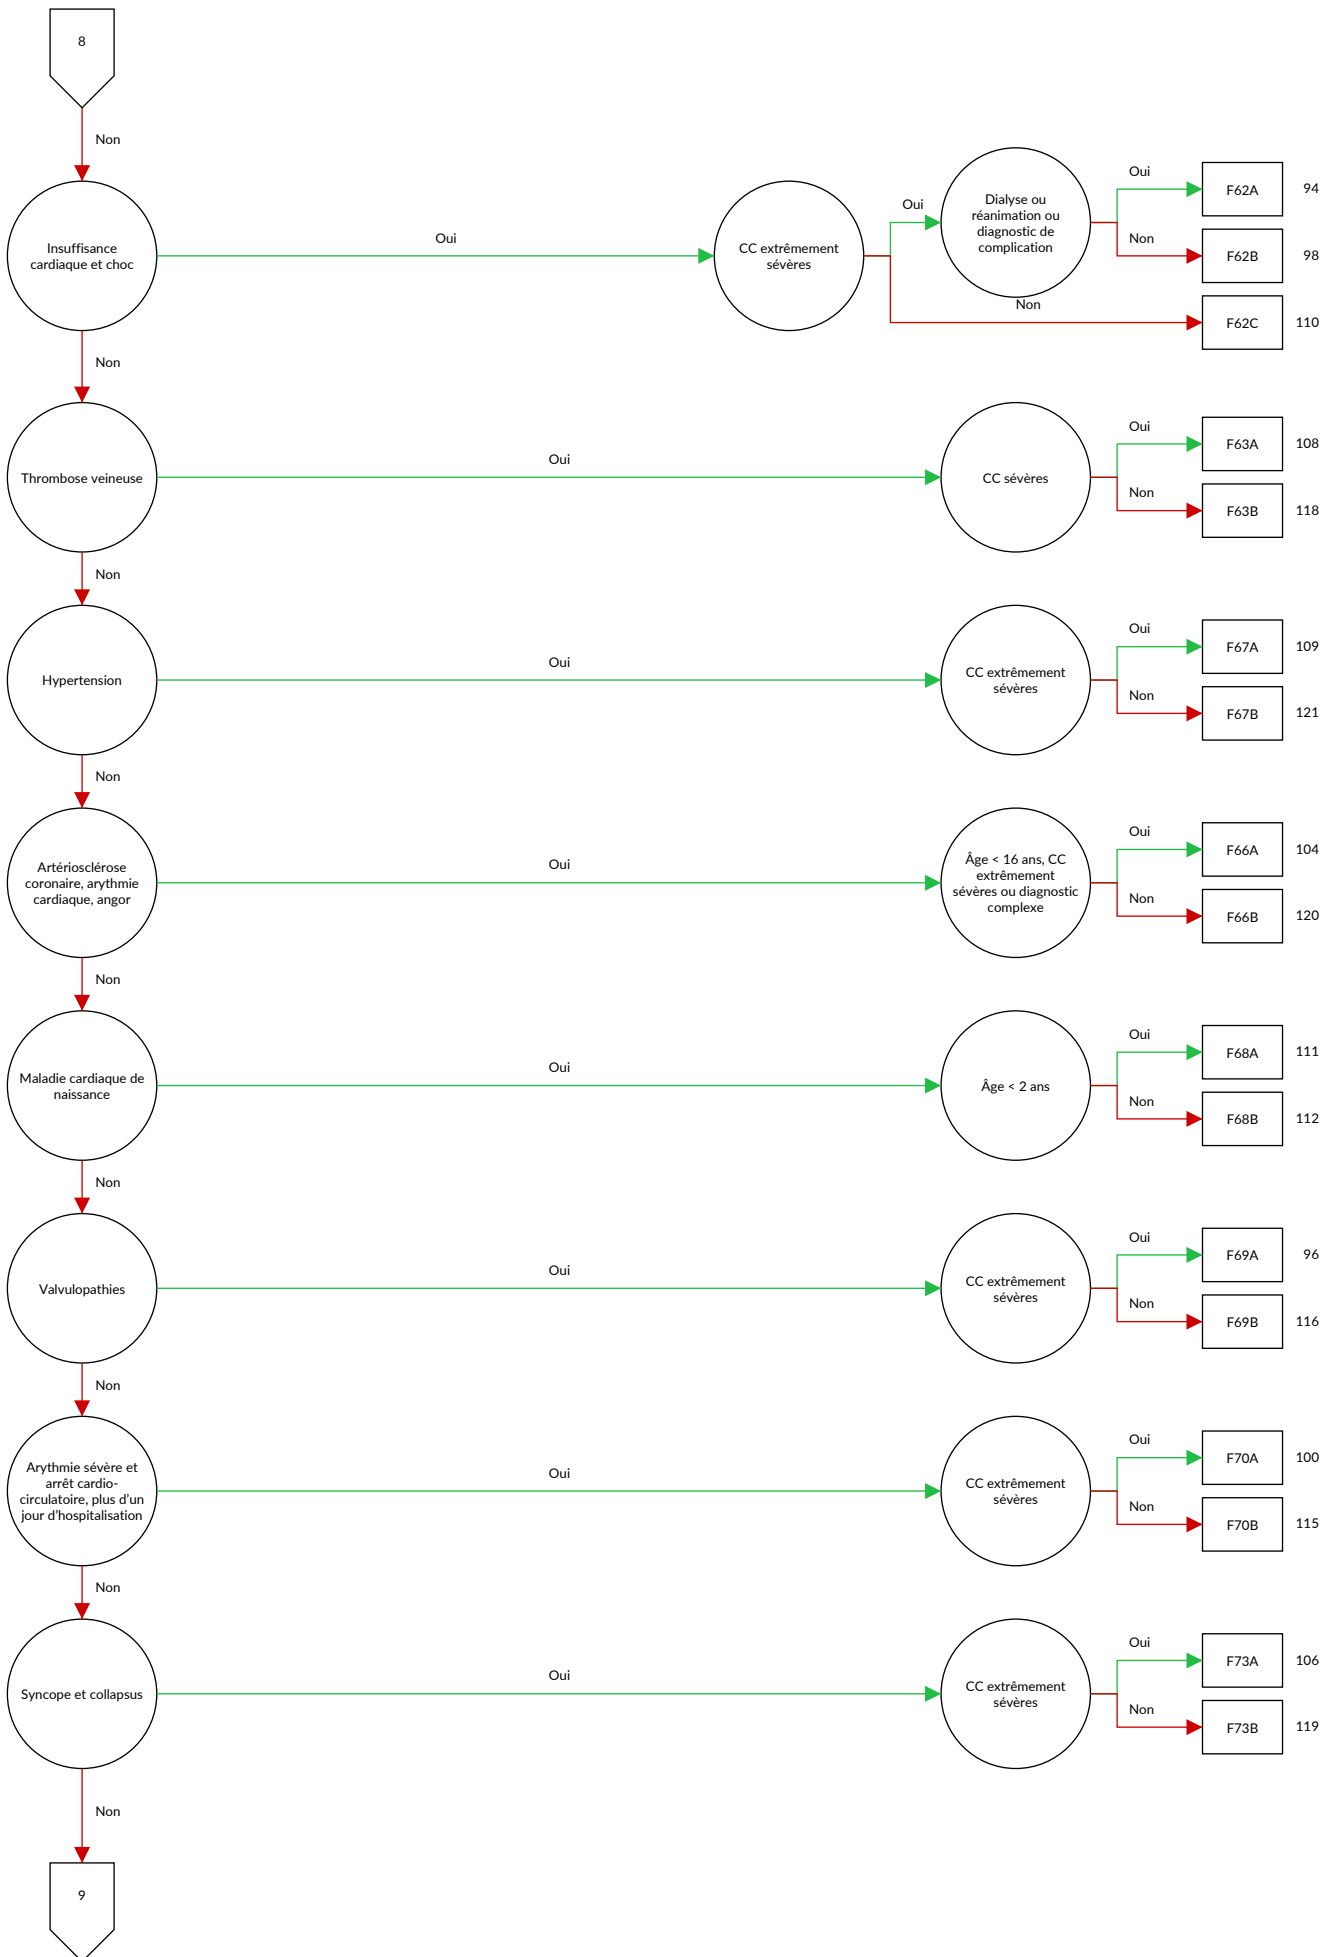 8
Non
Insuffisance
cardiaque et choc
Oui
CC extrêmement
sévères
Oui
Dialyse ou
réanimation ou
diagnostic de
complication
Oui
F62A
94
Non
F62B
98
Non
F62C
110
Non
Thrombose veineuse
Oui
CC sévères
Oui
F63A
108
Non
F63B
118
Non
Hypertension
Oui
CC extrêmement
sévères
Oui
F67A
109
Non
F67B
121
Non
Artériosclérose
coronaire, arythmie
cardiaque, angor
Oui
Âge < 16 ans, CC
extrêmement
sévères ou diagnostic
complexe
Oui
F66A
104
Non
F66B
120
Non
Maladie cardiaque de
naissance
Oui
Âge < 2 ans
Oui
F68A
111
Non
F68B
112
Non
Valvulopathies
Oui
CC extrêmement
sévères
Oui
F69A
96
Non
F69B
116
Non
Arythmie sévère et
arrêt cardio-
circulatoire, plus d'un
jour d'hospitalisation
Oui
CC extrêmement
sévères
Oui
F70A
100
Non
F70B
115
Non
Syncope et collapsus
Oui
CC extrêmement
sévères
Oui
F73A
106
Non
F73B
119
Non
9